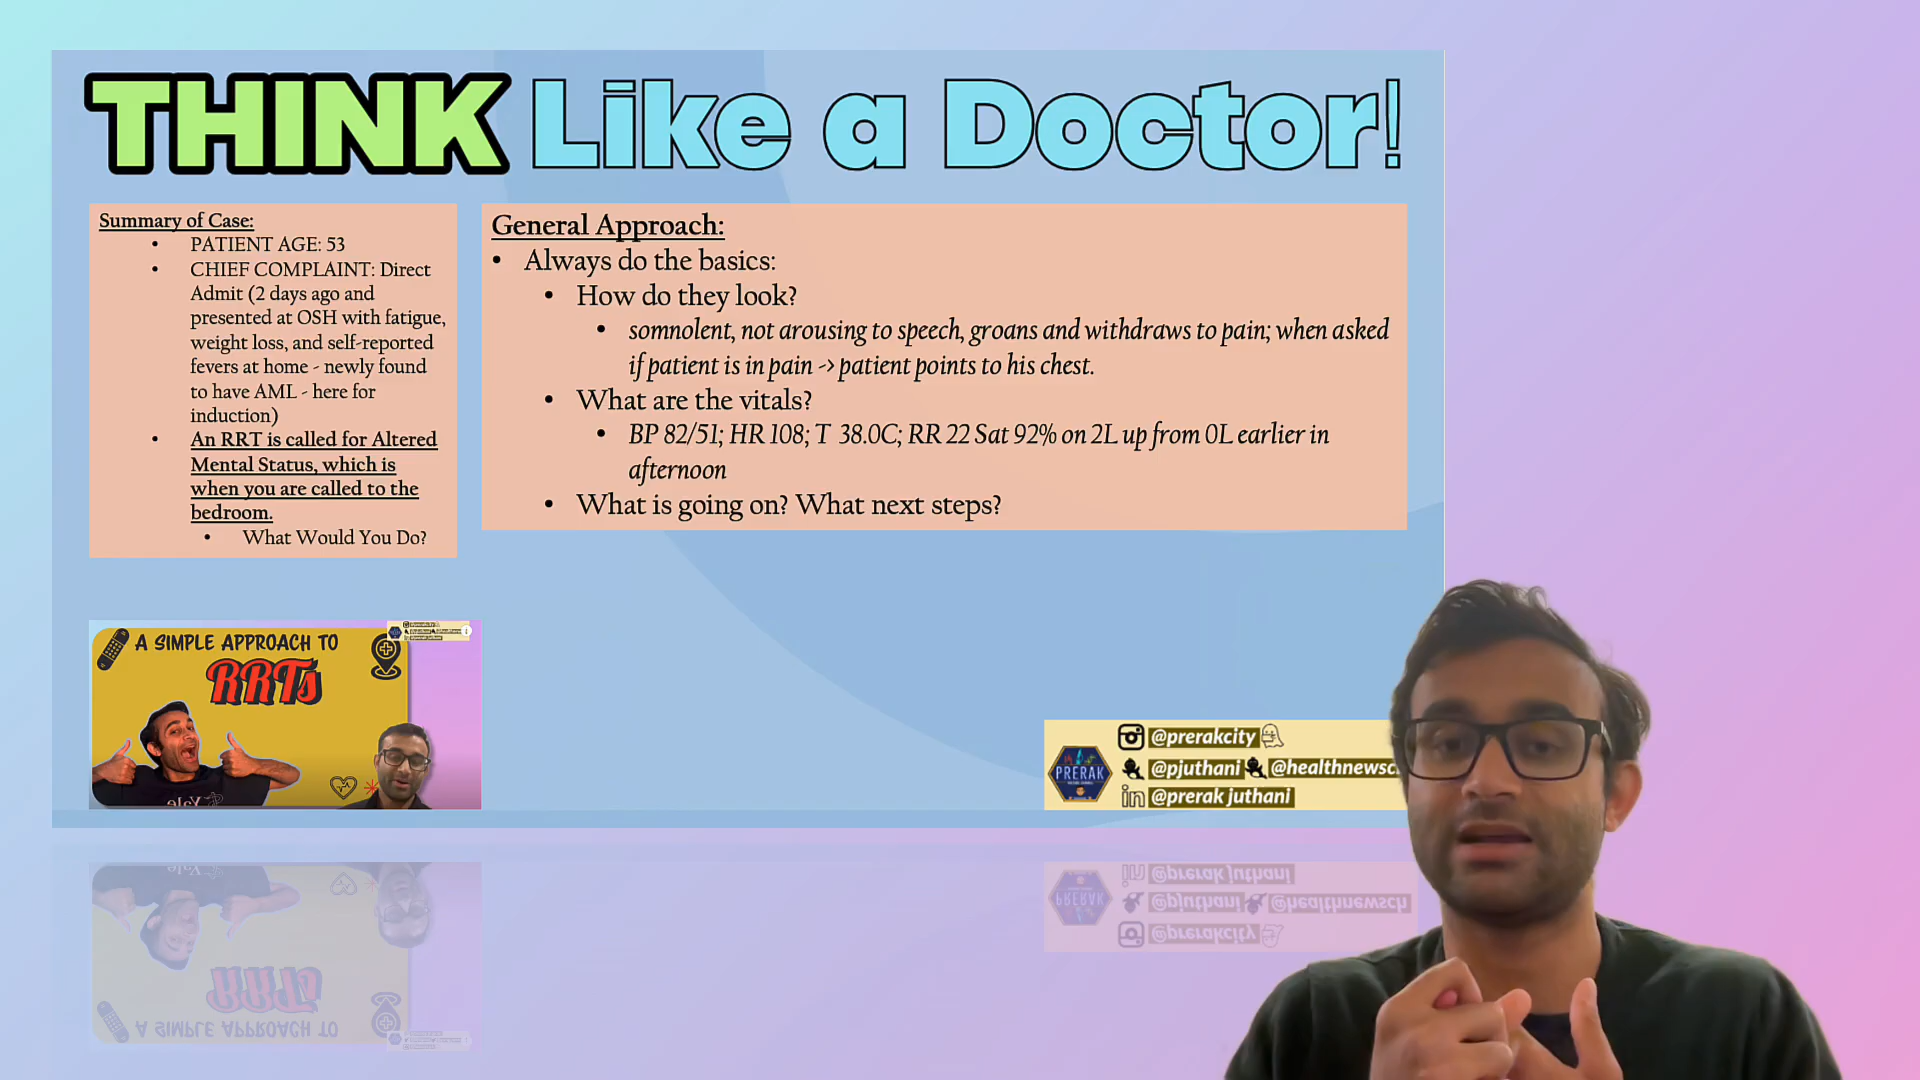 THINK Like a Doctor!
Summary of Case:
• PATIENT AGE: 53
• CHIEF COMPLAINT: Direct
Admit (2 days ago and
presented at OSH with fatigue,
weight loss, and self-reported
fevers at home - newly found
to have AML - here for
induction)
• An RRT is called for Altered
Mental Status, which is
when you are called to the
bedroom.
• What Would You Do?
General Approach:
• Always do the basics:
• How do they look?
• somnolent, not arousing to speech, groans and withdraws to pain; when asked
if patient is in pain -> patient points to his chest.
• What are the vitals?
• BP 82/51; HR 108; T 38.0C; RR 22 Sat 92% on 2L up from 0L earlier in
afternoon
• What is going on? What next steps?
A SIMPLE APPROACH TO
RRTs
Yale
PRERAK
@prerakcity
@pjuthani @healthnewsc
in @prerak juthani